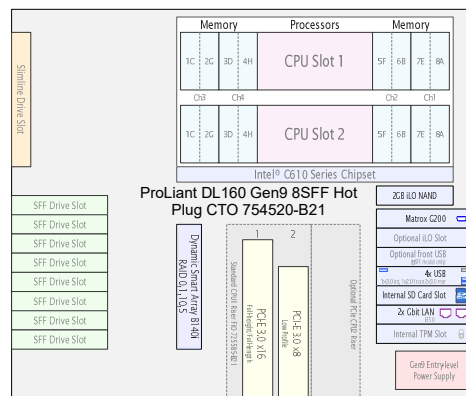 Memory Processors Memory
1C 2G 3D 4H CPU Slot 1 5F 6B 7E 8A
Ch3 Ch4 Ch2 Ch1
1C 2G 3D 4H CPU Slot 2 5F 6B 7E 8A
Intel® C610 Series Chipset
Slimline Drive Slot
ProLiant DL160 Gen9 8SFF Hot
Plug CTO 754520-B21
SFF Drive Slot
SFF Drive Slot
SFF Drive Slot
SFF Drive Slot
SFF Drive Slot
SFF Drive Slot
SFF Drive Slot
SFF Drive Slot
Dynamic Smart Array B140i
RAID 0,1,10,5
Standard CPU1 Riser FIO 725585-B21
1
PCI-E 3.0 x16
Full-height/Full-length
2
PCI-E 3.0 x8
Low Profile
Optional PCIe CPU2 Riser
2GB iLO NAND
Matrox G200
Optional iLO Slot
Optional front USB
4x USB
Internal SD Card Slot
2x Gbit LAN
Internal TPM Slot
Gen9 Entry-level
Power Supply